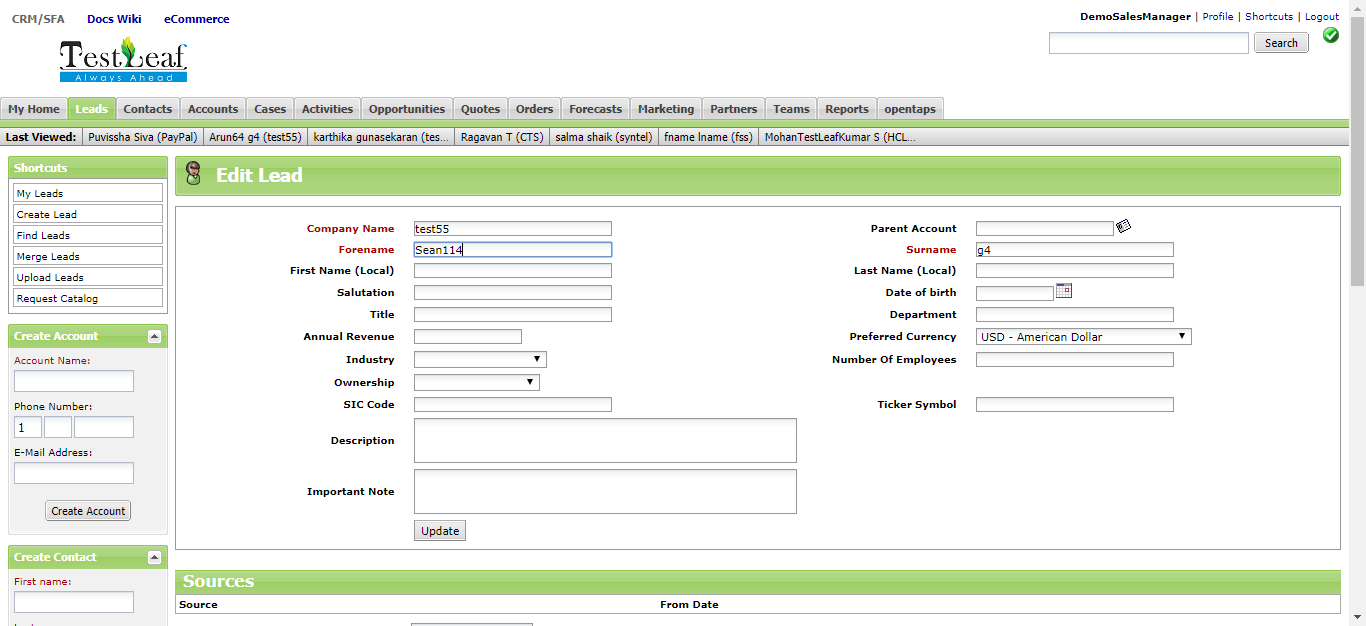 CRM/SFA Docs Wiki eCommerce
DemoSalesManager | Profile | Shortcuts | Logout
TestLeaf
Always Ahead
Search
My Home Leads Contacts Accounts Cases Activities Opportunities Quotes Orders Forecasts Marketing Partners Teams Reports opentaps
Last Viewed: Puvissha Siva (PayPal) Arun64 g4 (test55) karthika gunasekaran (tes... Ragavan T (CTS) salma shaik (syntel) fname lname (fss) MohanTestLeafKumar S (HCL...
Shortcuts
My Leads
Create Lead
Find Leads
Merge Leads
Upload Leads
Request Catalog
Create Account
Account Name:
Phone Number:
1
E-Mail Address:
Create Account
Create Contact
First name:
Edit Lead
Company Name test55 Parent Account
Forename Sean114 Surname g4
First Name (Local) Last Name (Local)
Salutation Date of birth
Title Department
Annual Revenue Preferred Currency USD - American Dollar
Industry Number Of Employees
Ownership
SIC Code Ticker Symbol
Description
Important Note
Update
Sources
Source From Date